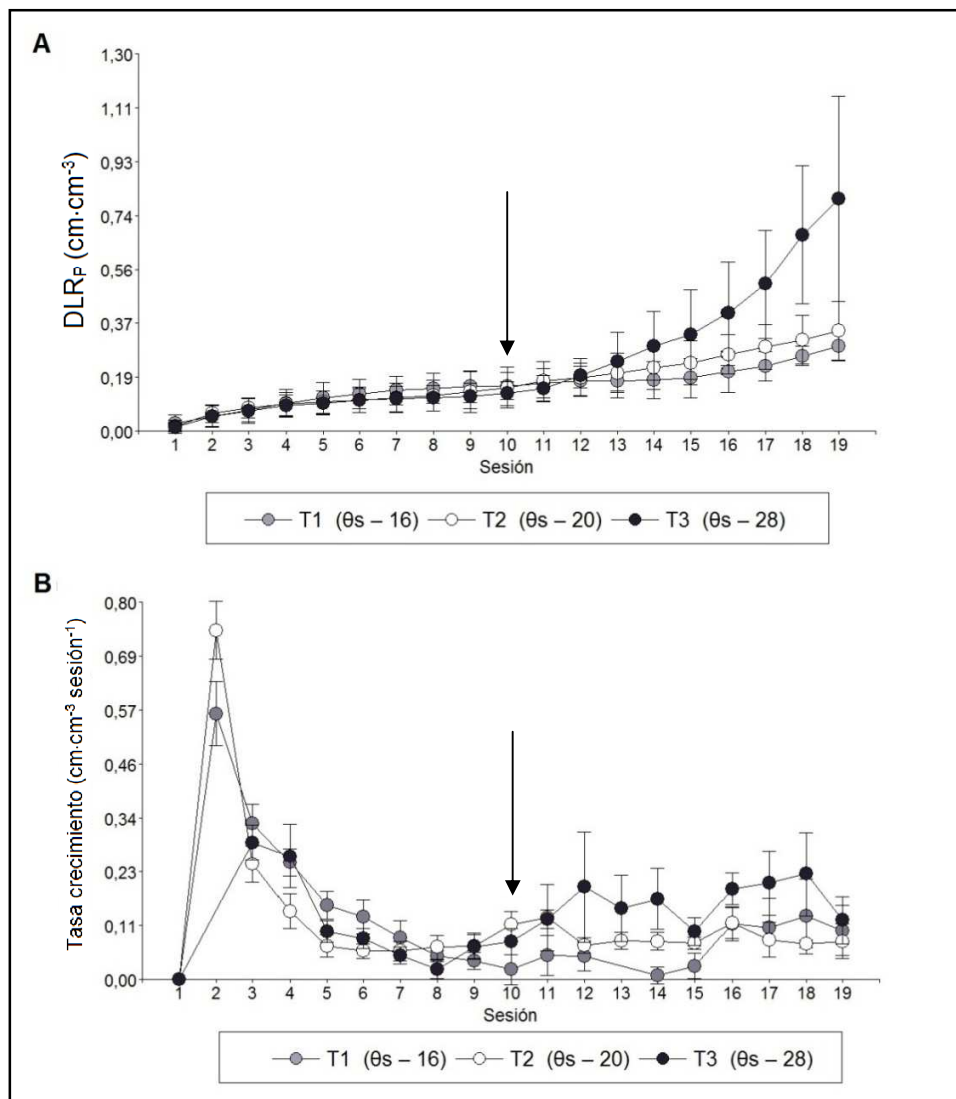 A
DLRP (cm·cm-3)
1,30
1,11
0,93
0,74
0,56
0,37
0,19
0,00
1 2 3 4 5 6 7 8 9 10 11 12 13 14 15 16 17 18 19
Sesión
T1 (θs – 16) T2 (θs – 20) T3 (θs – 28)
B
Tasa crecimiento (cm·cm-3 sesión-1)
0,80
0,69
0,57
0,46
0,34
0,23
0,11
0,00
1 2 3 4 5 6 7 8 9 10 11 12 13 14 15 16 17 18 19
Sesión
T1 (θs – 16) T2 (θs – 20) T3 (θs – 28)